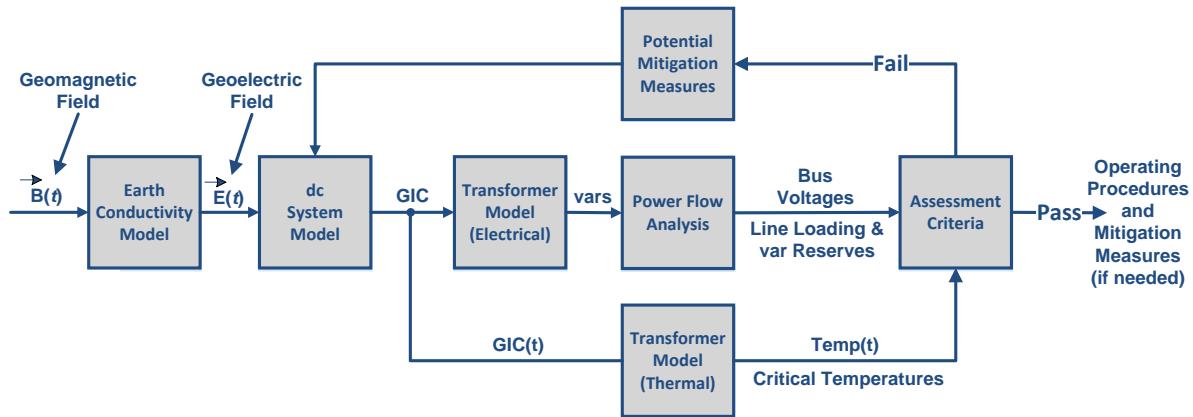 Geomagnetic
Field
B(t)
Earth
Conductivity
Model
Geoelectric
Field
E(t)
dc
System
Model
GIC
Transformer
Model
(Electrical)
vars
Power Flow
Analysis
Bus
Voltages
Line Loading &
var Reserves
Assessment
Criteria
Fail
Potential
Mitigation
Measures
Pass
Operating
Procedures
and
Mitigation
Measures
(if needed)
GIC(t)
Transformer
Model
(Thermal)
Temp(t)
Critical Temperatures